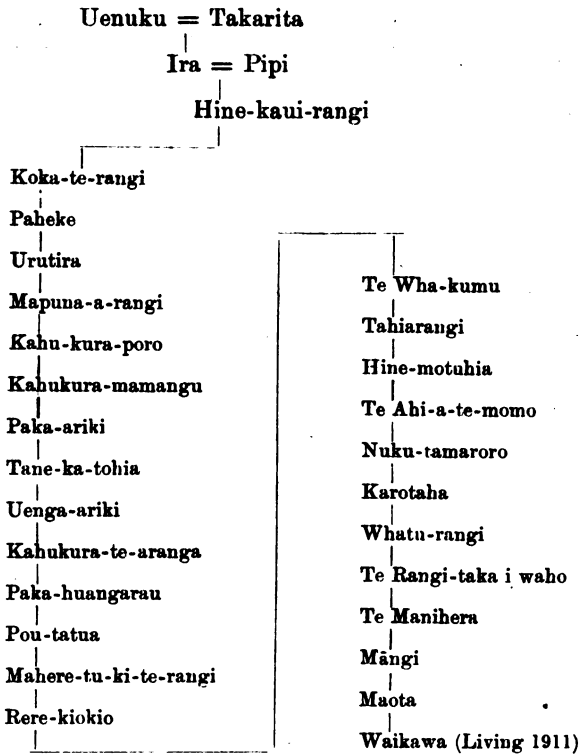 Uenuku = Takarita
Ira = Pipi
Hine-kaui-rangi
Koka-te-rangi
Paheke
Urutira
Mapuna-a-rangi
Kahu-kura-poro
Kahukura-mamangu
Paka-ariki
Tane-ka-tohia
Uenga-ariki
Kahukura-te-aranga
Paka-huangarau
Pou-tatua
Mahere-tu-ki-te-rangi
Rere-kiokio
Te Wha-kumu
Tahiarangi
Hine-motuhia
Te Ahi-a-te-momo
Nuku-tamaroro
Karotaha
Whatu-rangi
Te Rangi-taka i waho
Te Manihera
Māngi
Maota
Waikawa (Living 1911)